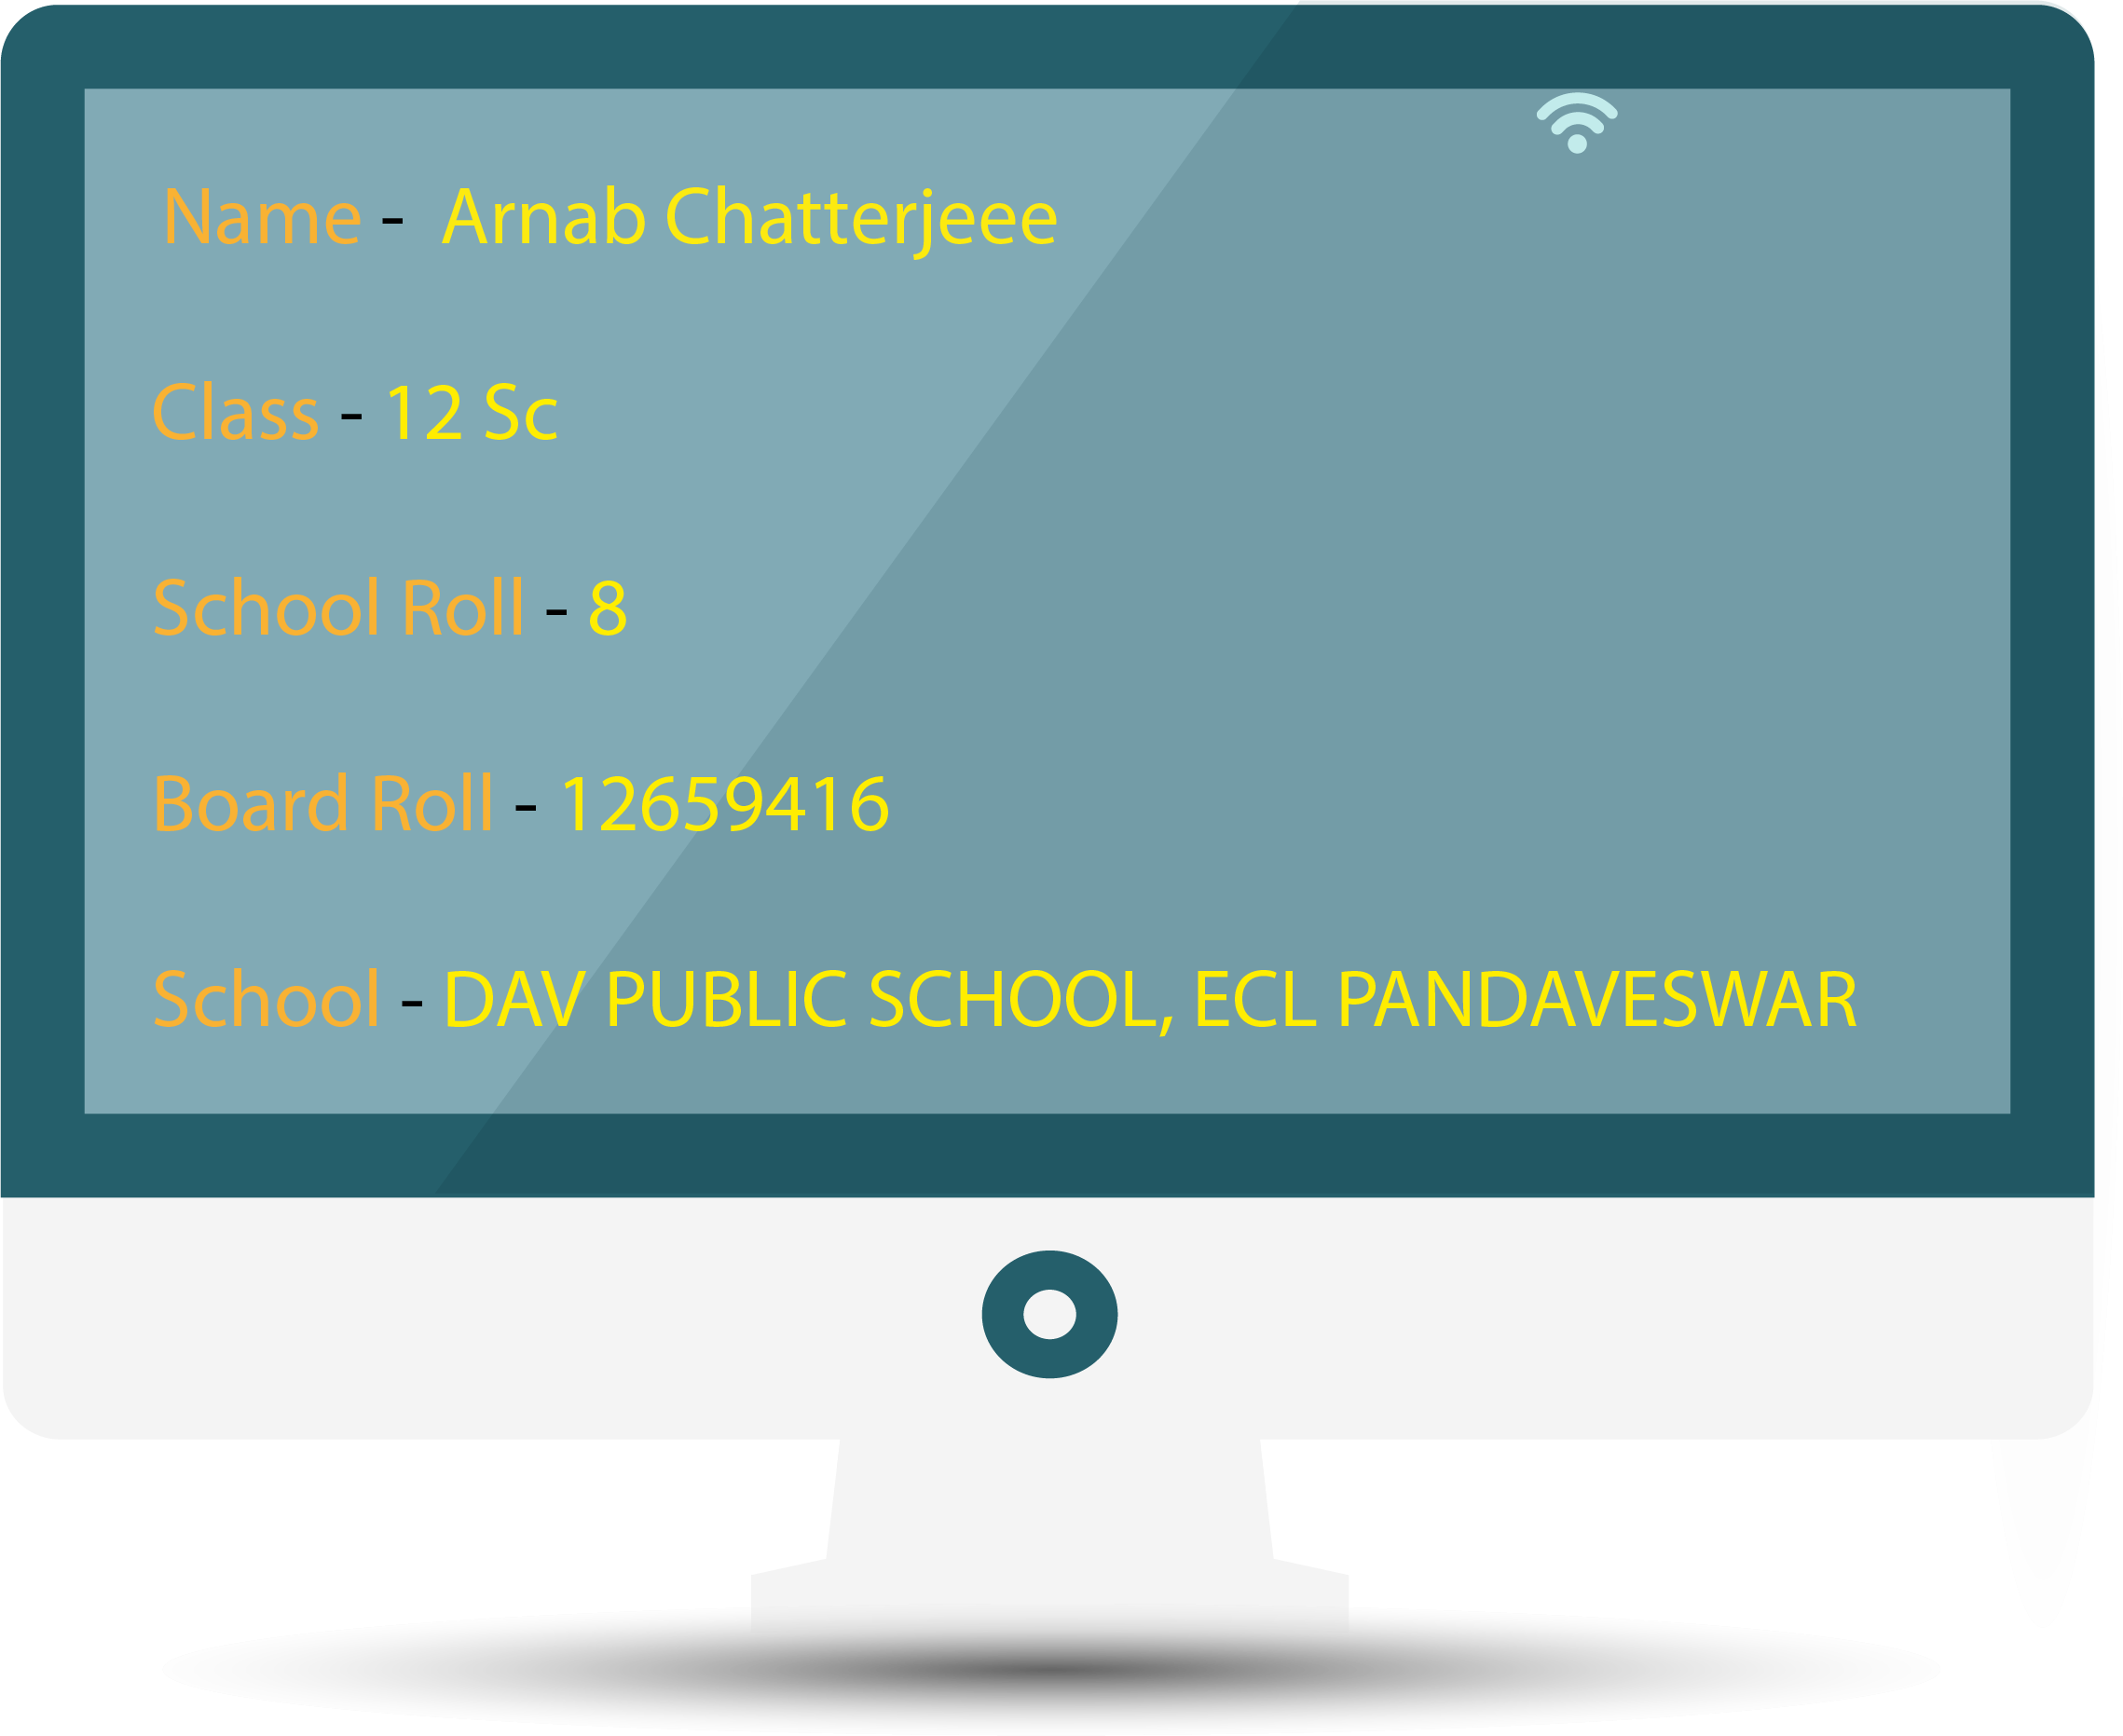 Name - Arnab Chatterjeee
Class - 12 Sc
School Roll - 8
Board Roll - 12659416
School - DAV PUBLIC SCHOOL, ECL PANDAVESWAR